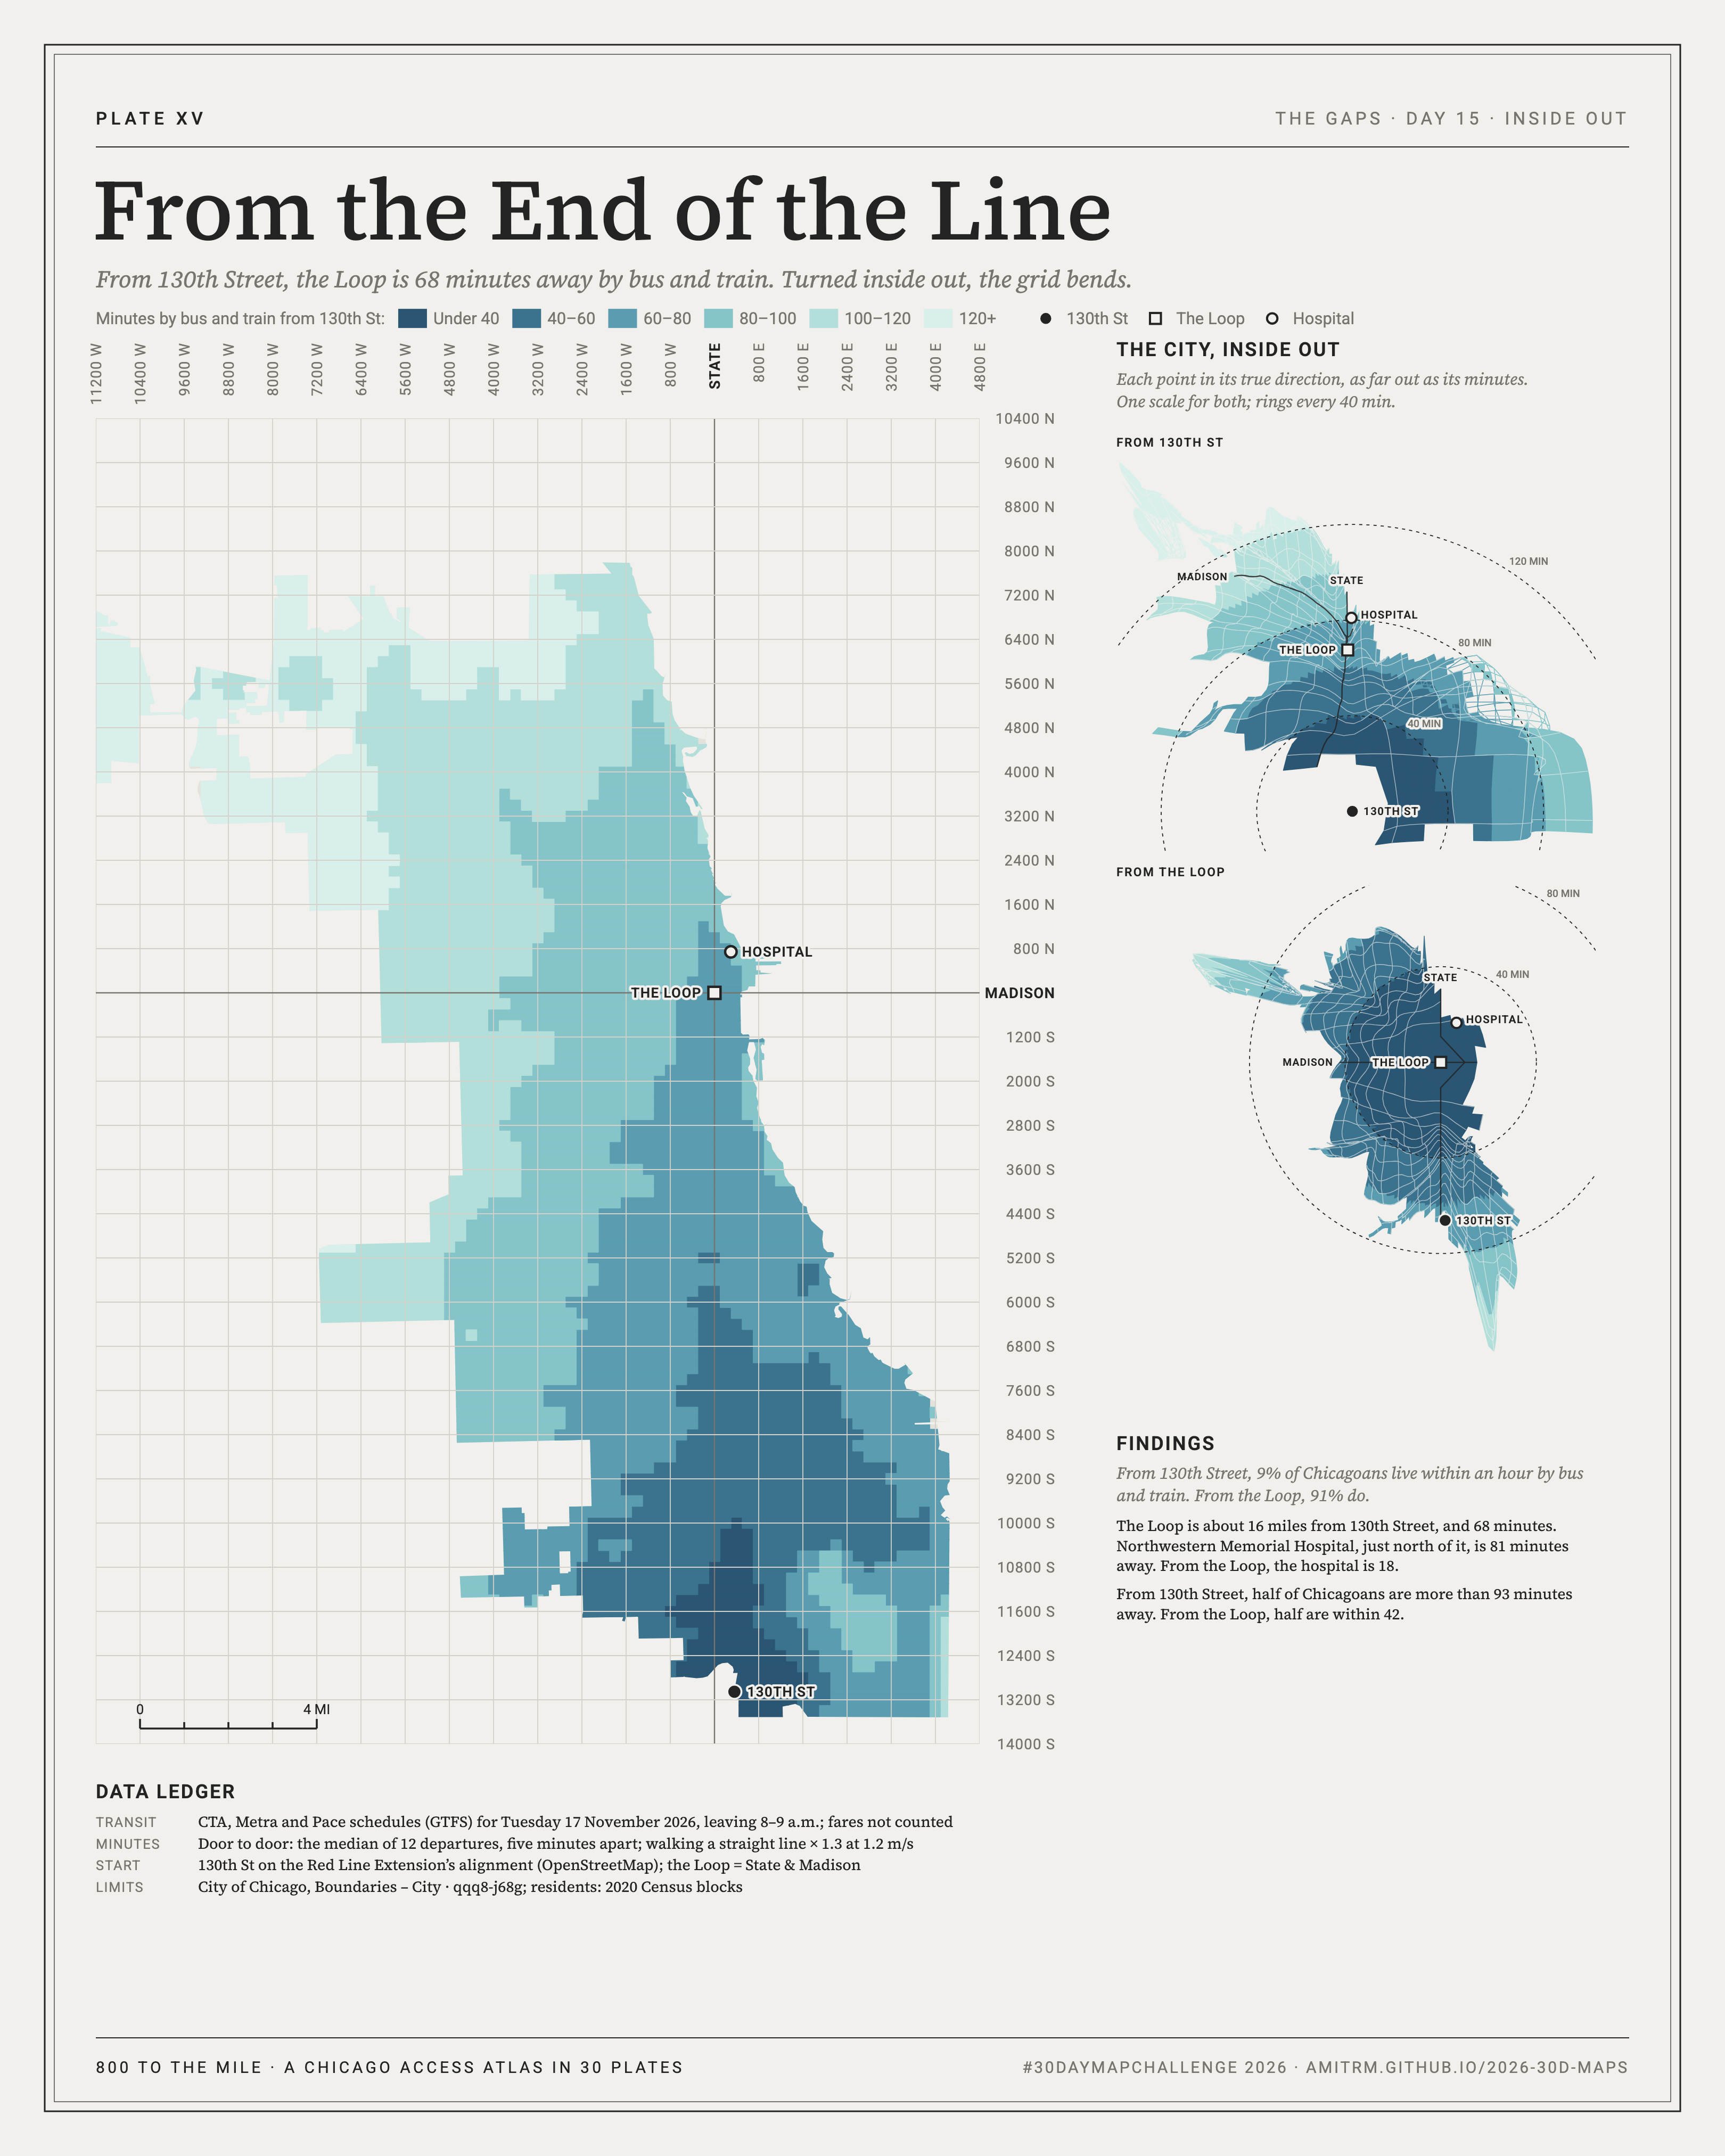 PLATE XV
THE GAPS · DAY 15 · INSIDE OUT
From the End of the Line
From 130th Street, the Loop is 68 minutes away by bus and train. Turned inside out, the grid bends.
Minutes by bus and train from 130th St: Under 40 40–60 60–80 80–100 100–120 120+ 130th St The Loop Hospital
11200 W
10400 W
9600 W
8800 W
8000 W
7200 W
6400 W
5600 W
4800 W
4000 W
3200 W
2400 W
1600 W
800 W
STATE
800 E
1600 E
2400 E
3200 E
4000 E
4800 E
10400 N
9600 N
8800 N
8000 N
7200 N
6400 N
5600 N
4800 N
4000 N
3200 N
2400 N
1600 N
800 N
MADISON
1200 S
2000 S
2800 S
3600 S
4400 S
5200 S
6000 S
6800 S
7600 S
8400 S
9200 S
10000 S
10800 S
11600 S
12400 S
13200 S
14000 S
HOSPITAL
THE LOOP
130TH ST
0 4 MI
THE CITY, INSIDE OUT
Each point in its true direction, as far out as its minutes.
One scale for both; rings every 40 min.
FROM 130TH ST
120 MIN
MADISON
STATE
HOSPITAL
80 MIN
THE LOOP
40 MIN
130TH ST
FROM THE LOOP
80 MIN
STATE
40 MIN
HOSPITAL
MADISON
THE LOOP
130TH ST
FINDINGS
From 130th Street, 9% of Chicagoans live within an hour by bus
and train. From the Loop, 91% do.
The Loop is about 16 miles from 130th Street, and 68 minutes.
Northwestern Memorial Hospital, just north of it, is 81 minutes
away. From the Loop, the hospital is 18.
From 130th Street, half of Chicagoans are more than 93 minutes
away. From the Loop, half are within 42.
DATA LEDGER
TRANSIT CTA, Metra and Pace schedules (GTFS) for Tuesday 17 November 2026, leaving 8–9 a.m.; fares not counted
MINUTES Door to door: the median of 12 departures, five minutes apart; walking a straight line × 1.3 at 1.2 m/s
START 130th St on the Red Line Extension’s alignment (OpenStreetMap); the Loop = State & Madison
LIMITS City of Chicago, Boundaries – City · qqq8-j68g; residents: 2020 Census blocks
800 TO THE MILE · A CHICAGO ACCESS ATLAS IN 30 PLATES
#30DAYMAPCHALLENGE 2026 · AMITRM.GITHUB.IO/2026-30D-MAPS